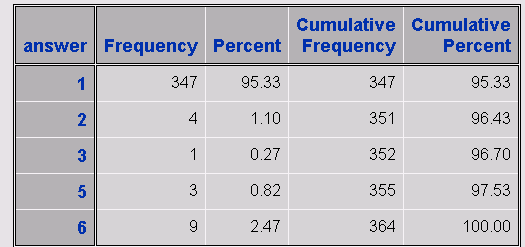 answer Frequency Percent Cumulative Frequency Cumulative Percent
1 347 95.33 347 95.33
2 4 1.10 351 96.43
3 1 0.27 352 96.70
5 3 0.82 355 97.53
6 9 2.47 364 100.00